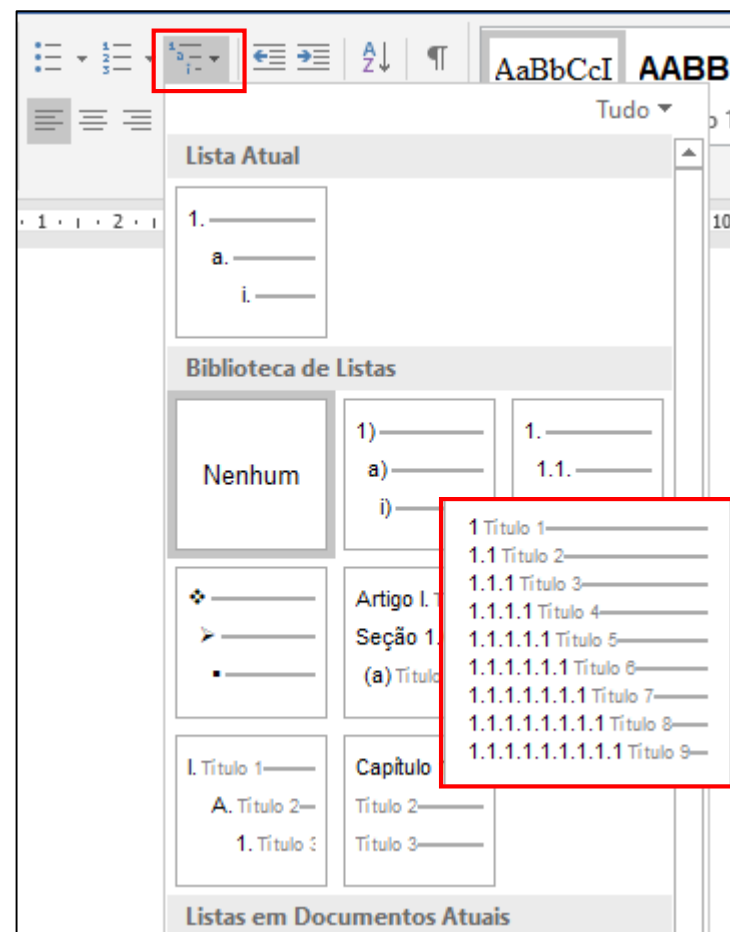 AaBbCcI AABB
Tudo
1 2
10
Lista Atual
1.
a.
i.
Biblioteca de Listas
Nenhum
1)
a)
i)
1.
1.1.
1 Título 1
1.1 Título 2
1.1.1 Título 3
1.1.1.1 Título 4
1.1.1.1.1 Título 5
1.1.1.1.1.1 Título 6
1.1.1.1.1.1.1 Título 7
1.1.1.1.1.1.1.1 Título 8
1.1.1.1.1.1.1.1.1 Título 9
Artigo I.
Seção 1.
(a) Título
I. Título 1
A. Título 2
1. Título 3
Capítulo
Título 2
Título 3
Listas em Documentos Atuais